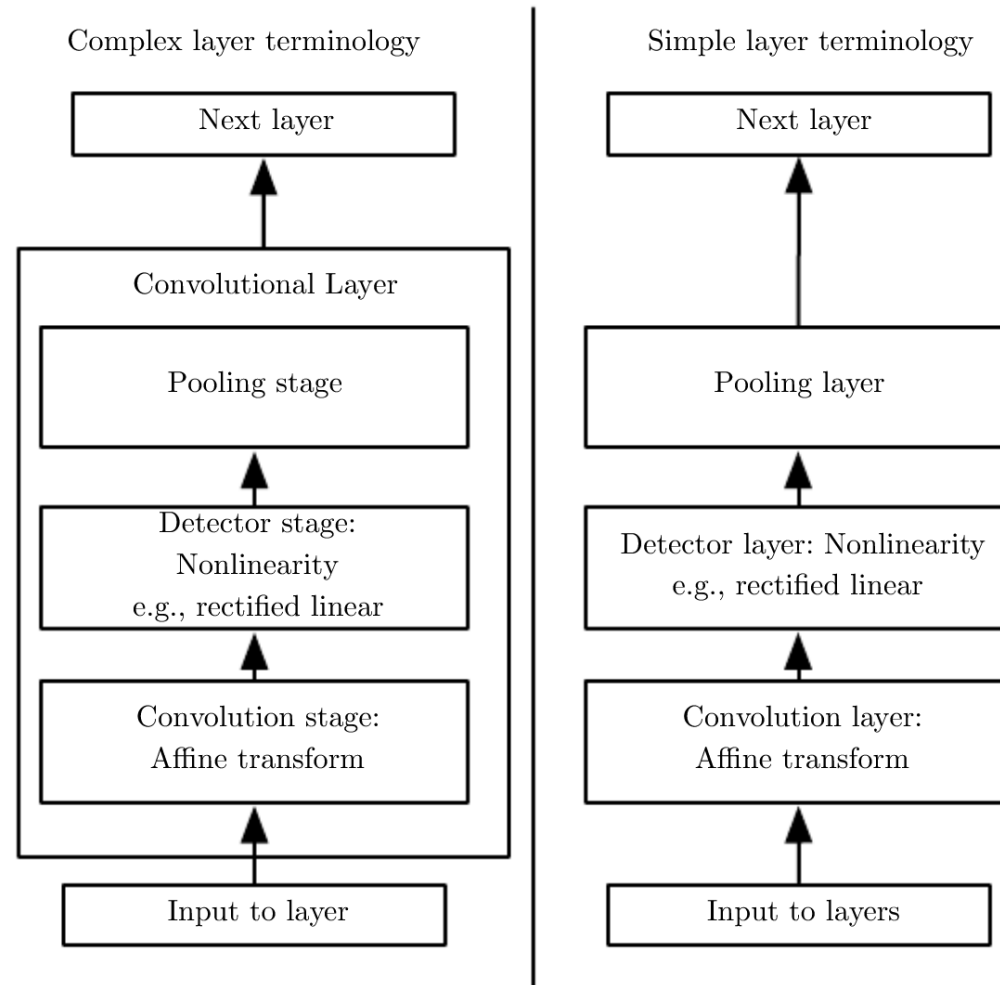 Complex layer terminology
Next layer
Convolutional Layer
Pooling stage
Detector stage:
Nonlinearity
e.g., rectified linear
Convolution stage:
Affine transform
Input to layer
Simple layer terminology
Next layer
Pooling layer
Detector layer: Nonlinearity
e.g., rectified linear
Convolution layer:
Affine transform
Input to layers